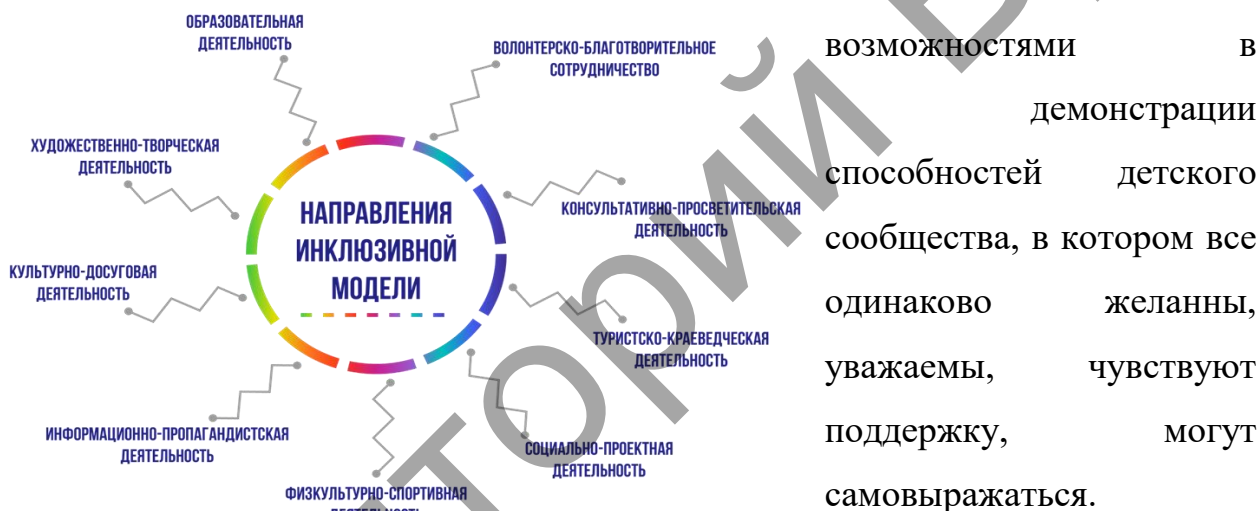 ОБРАЗОВАТЕЛЬНАЯ
ДЕЯТЕЛЬНОСТЬ
ВОЛОНТЕРСКО-БЛАГОТВОРИТЕЛЬНОЕ
СОТРУДНИЧЕСТВО
ХУДОЖЕСТВЕННО-ТВОРЧЕСКАЯ
ДЕЯТЕЛЬНОСТЬ
КОНСУЛЬТАТИВНО-ПРОСВЕТИТЕЛЬСКАЯ
ДЕЯТЕЛЬНОСТЬ
НАПРАВЛЕНИЯ
ИНКЛЮЗИВНОЙ
МОДЕЛИ
КУЛЬТУРНО-ДОСУГОВАЯ
ДЕЯТЕЛЬНОСТЬ
ТУРИСТСКО-КРАЕВЕДЧЕСКАЯ
ДЕЯТЕЛЬНОСТЬ
ИНФОРМАЦИОННО-ПРОПАГАНДИСТСКАЯ
ДЕЯТЕЛЬНОСТЬ
СОЦИАЛЬНО-ПРОЕКТНАЯ
ДЕЯТЕЛЬНОСТЬ
ФИЗКУЛЬТУРНО-СПОРТИВНАЯ
возможностями в
демонстрации
способностей детского
сообщества, в котором все
одинаково желанны,
уважаемы, чувствуют
поддержку, могут
самовыражаться.